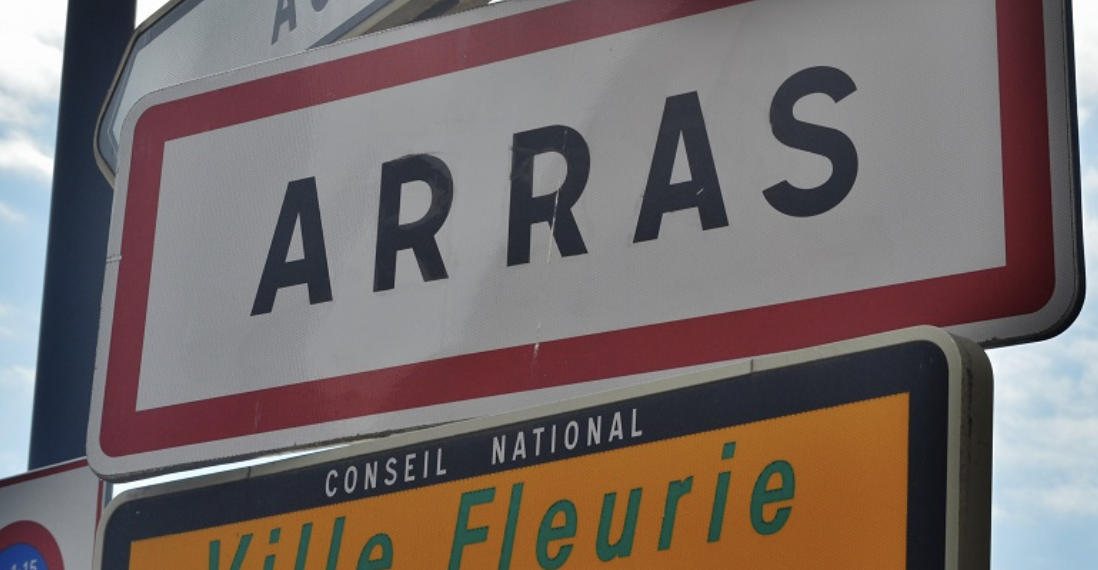 ARRAS
CONSEIL NATIONAL
Ville Fleurie